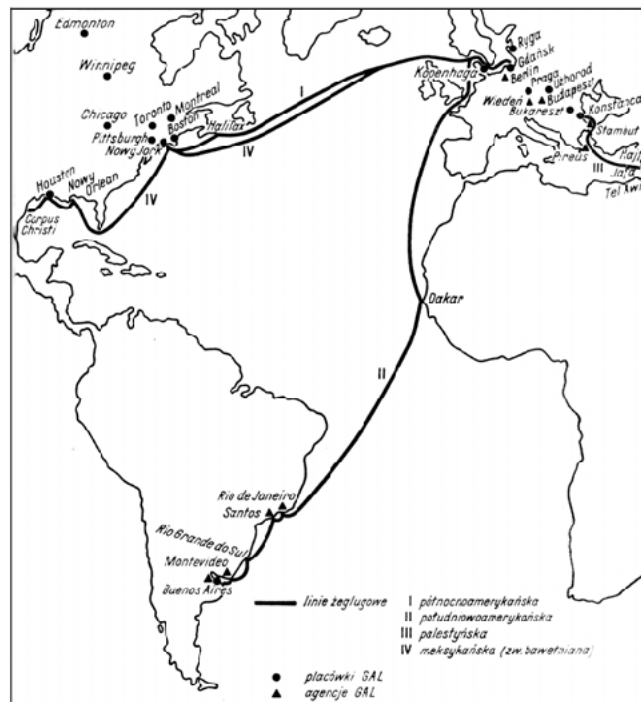 Edmonton
Winnipeg
Chicago
Toronto
Montreal
Boston
Pittsburgh
Nowy Jork
Halifax
Houston
Nowy Orlean
Corpus Christi
I
IV
IV
Ryga
Kopenhaga
Gdańsk
Berlin
Praga
Użhorod
Wiedeń
Budapeszt
Bukareszt
Konstanca
Stambuł
Pireus
III
Jafa
Tel Awi
Dakar
II
Rio de Janeiro
Santos
Rio Grande do Sul
Montevideo
Buenos Aires
linie żeglugowe
I północnoamerykańska
II południowoamerykańska
III palestyńska
IV meksykańska (zw. bawełniana)
placówki GAL
agencje GAL